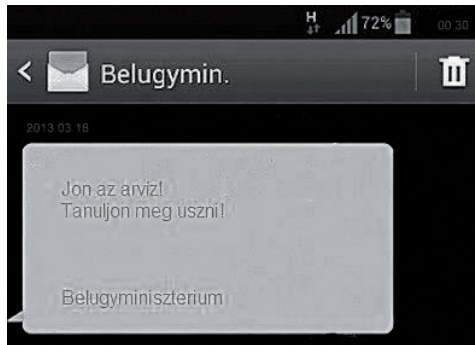 H
72%
00 30
Belugymin.
2013 03.18
Jon az arviz!
Tanuljon meg uszni!
Belugyminiszterium